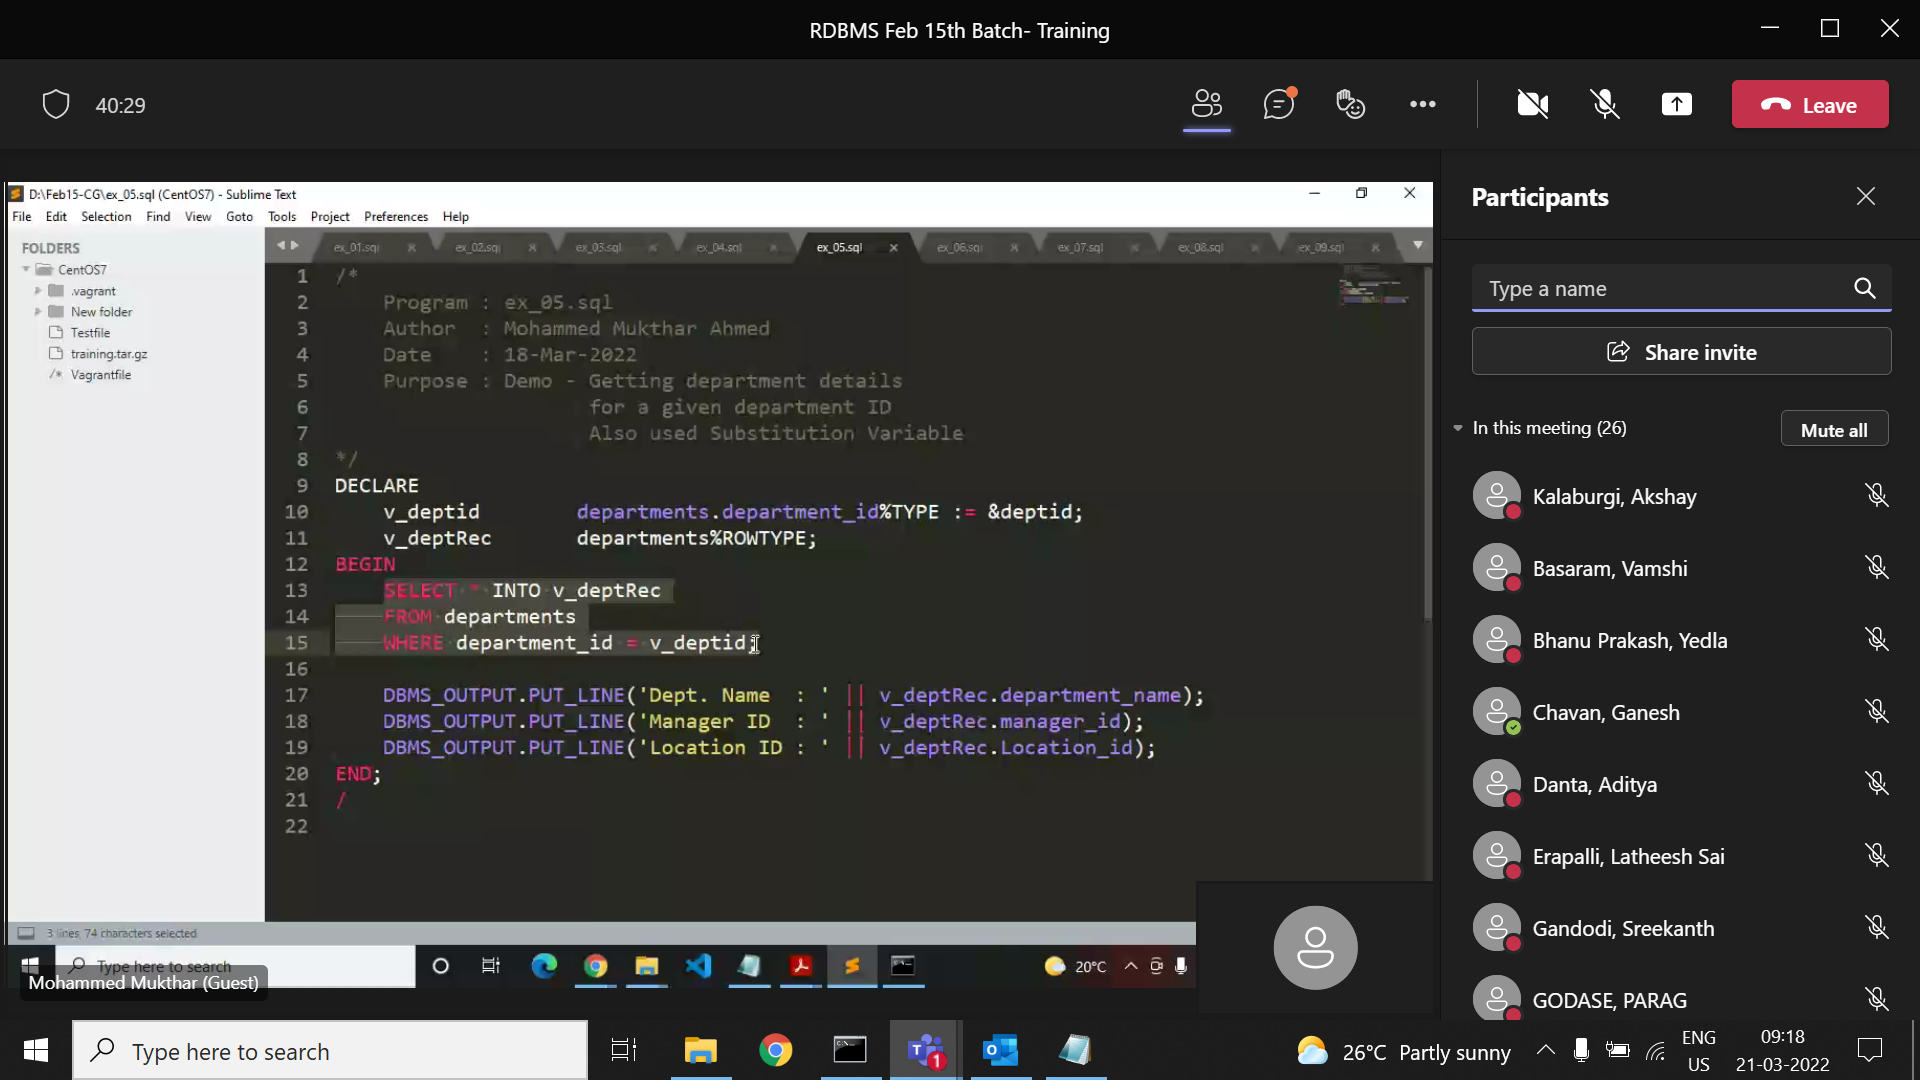 RDBMS Feb 15th Batch- Training
40:29
Leave
D:\Feb15-CG\ex_05.sql (CentOS7) - Sublime Text
File Edit Selection Find View Goto Tools Project Preferences Help
FOLDERS
CentOS7
.vagrant
New folder
Testfile
training.tar.gz
/* Vagrantfile
ex_01.sql ex_02.sql ex_03.sql ex_04.sql ex_05.sql ex_06.sql ex_07.sql ex_08.sql ex_09.sql
1 /*
2 Program : ex_05.sql
3 Author : Mohammed Mukthar Ahmed
4 Date : 18-Mar-2022
5 Purpose : Demo - Getting department details
6 for a given department ID
7 Also used Substitution Variable
8 */
9 DECLARE
10 v_deptid departments.department_id%TYPE := &deptid;
11 v_deptRec departments%ROWTYPE;
12 BEGIN
13 SELECT * INTO v_deptRec
14 FROM departments
15 WHERE department_id = v_deptid;
16
17 DBMS_OUTPUT.PUT_LINE('Dept. Name : ' || v_deptRec.department_name);
18 DBMS_OUTPUT.PUT_LINE('Manager ID : ' || v_deptRec.manager_id);
19 DBMS_OUTPUT.PUT_LINE('Location ID : ' || v_deptRec.Location_id);
20 END;
21 /
22
3 lines, 74 characters selected
Type here to search
20°C
Mohammed Mukthar (Guest)
Participants
Type a name
Share invite
In this meeting (26)
Mute all
Kalaburgi, Akshay
Basaram, Vamshi
Bhanu Prakash, Yedla
Chavan, Ganesh
Danta, Aditya
Erapalli, Latheesh Sai
Gandodi, Sreekanth
GODASE, PARAG
Type here to search
1
26°C Partly sunny
ENG
US
09:18
21-03-2022